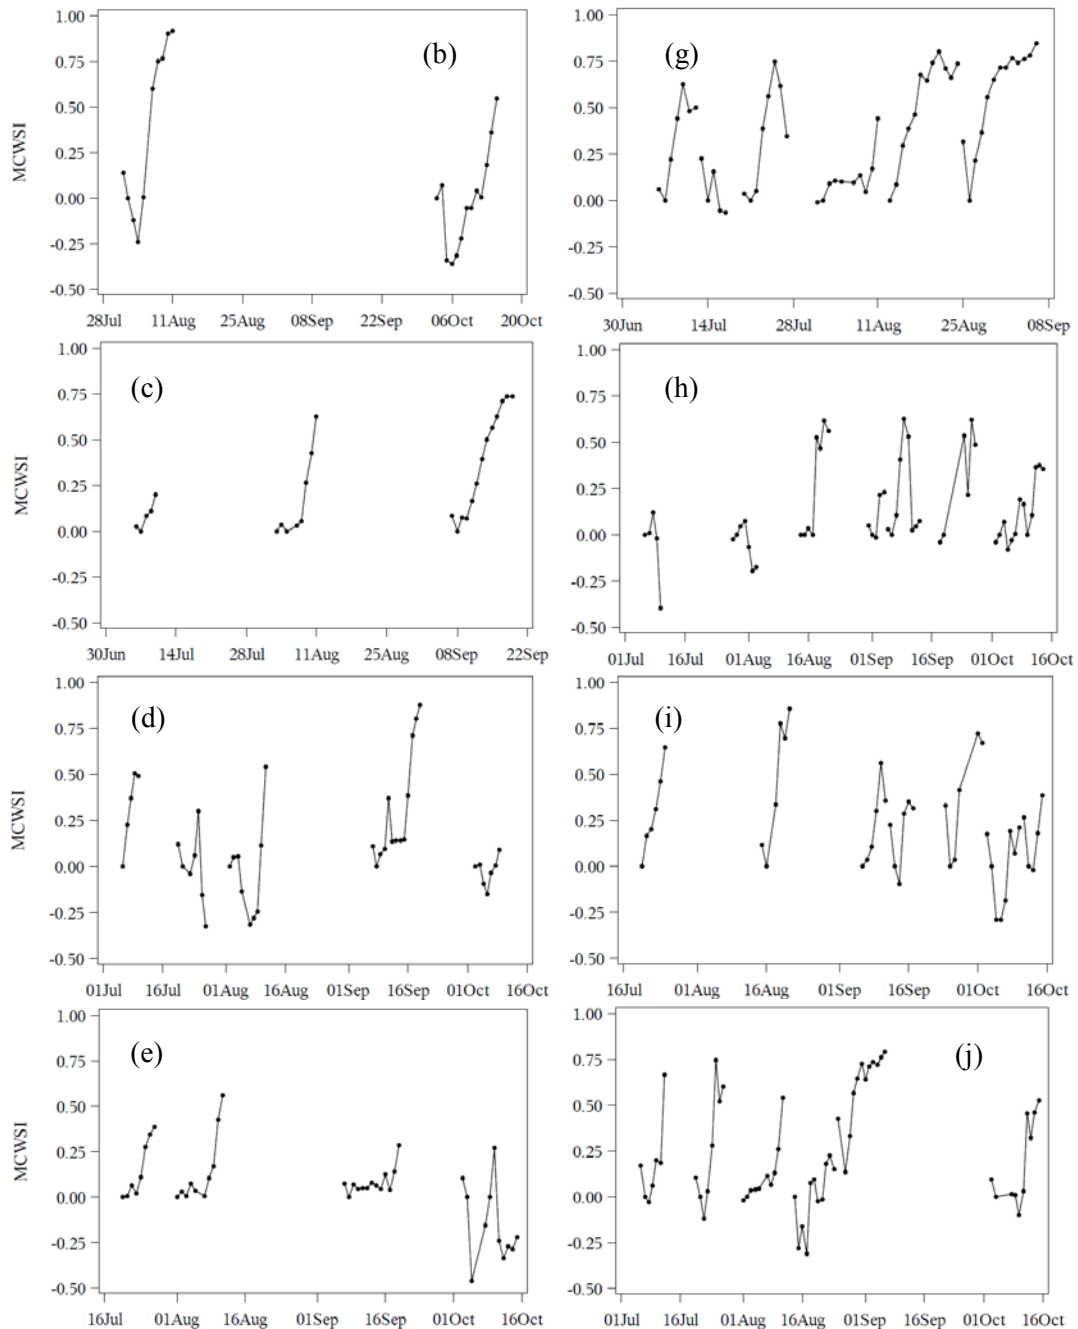 1.00
0.75
0.50
0.25
0.00
-0.25
-0.50
MCWSI
(b)
28Jul 11Aug 25Aug 08Sep 22Sep 06Oct 20Oct
1.00
0.75
0.50
0.25
0.00
-0.25
-0.50
(g)
30Jun 14Jul 28Jul 11Aug 25Aug 08Sep
1.00
0.75
0.50
0.25
0.00
-0.25
-0.50
MCWSI
(c)
30Jun 14Jul 28Jul 11Aug 25Aug 08Sep 22Sep
1.00
0.75
0.50
0.25
0.00
-0.25
-0.50
(h)
01Jul 16Jul 01Aug 16Aug 01Sep 16Sep 01Oct 16Oct
1.00
0.75
0.50
0.25
0.00
-0.25
-0.50
MCWSI
(d)
01Jul 16Jul 01Aug 16Aug 01Sep 16Sep 01Oct 16Oct
1.00
0.75
0.50
0.25
0.00
-0.25
-0.50
(i)
16Jul 01Aug 16Aug 01Sep 16Sep 01Oct 16Oct
1.00
0.75
0.50
0.25
0.00
-0.25
-0.50
MCWSI
(e)
16Jul 01Aug 16Aug 01Sep 16Sep 01Oct 16Oct
1.00
0.75
0.50
0.25
0.00
-0.25
-0.50
(j)
01Jul 16Jul 01Aug 16Aug 01Sep 16Sep 01Oct 16Oct